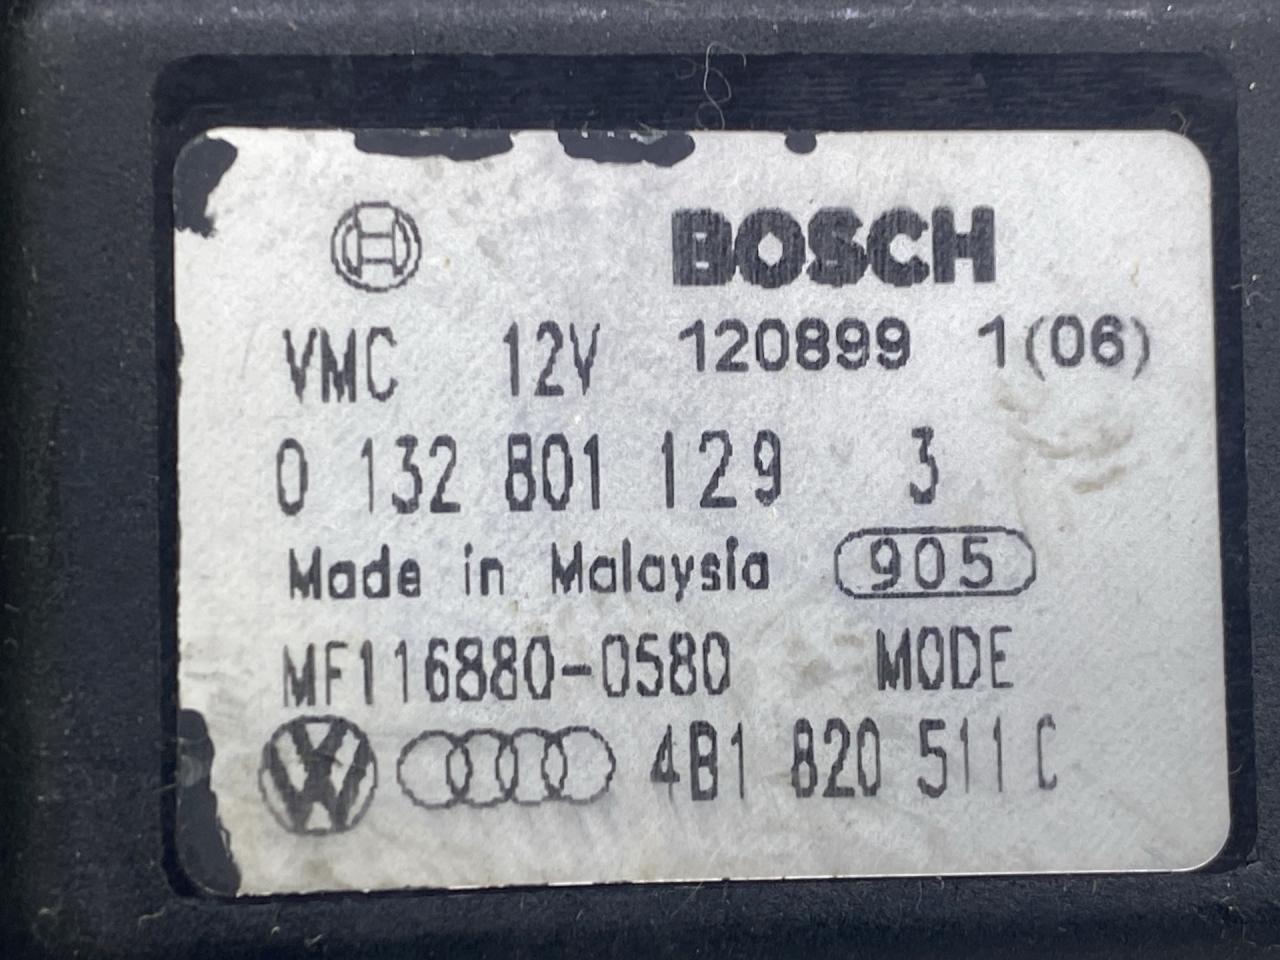 BOSCH
VMC 12V 120899 1(06)
0 132 801 129 3
Made in Malaysia 905
MF116880-0580 MODE
VW 4B1 820 511 C